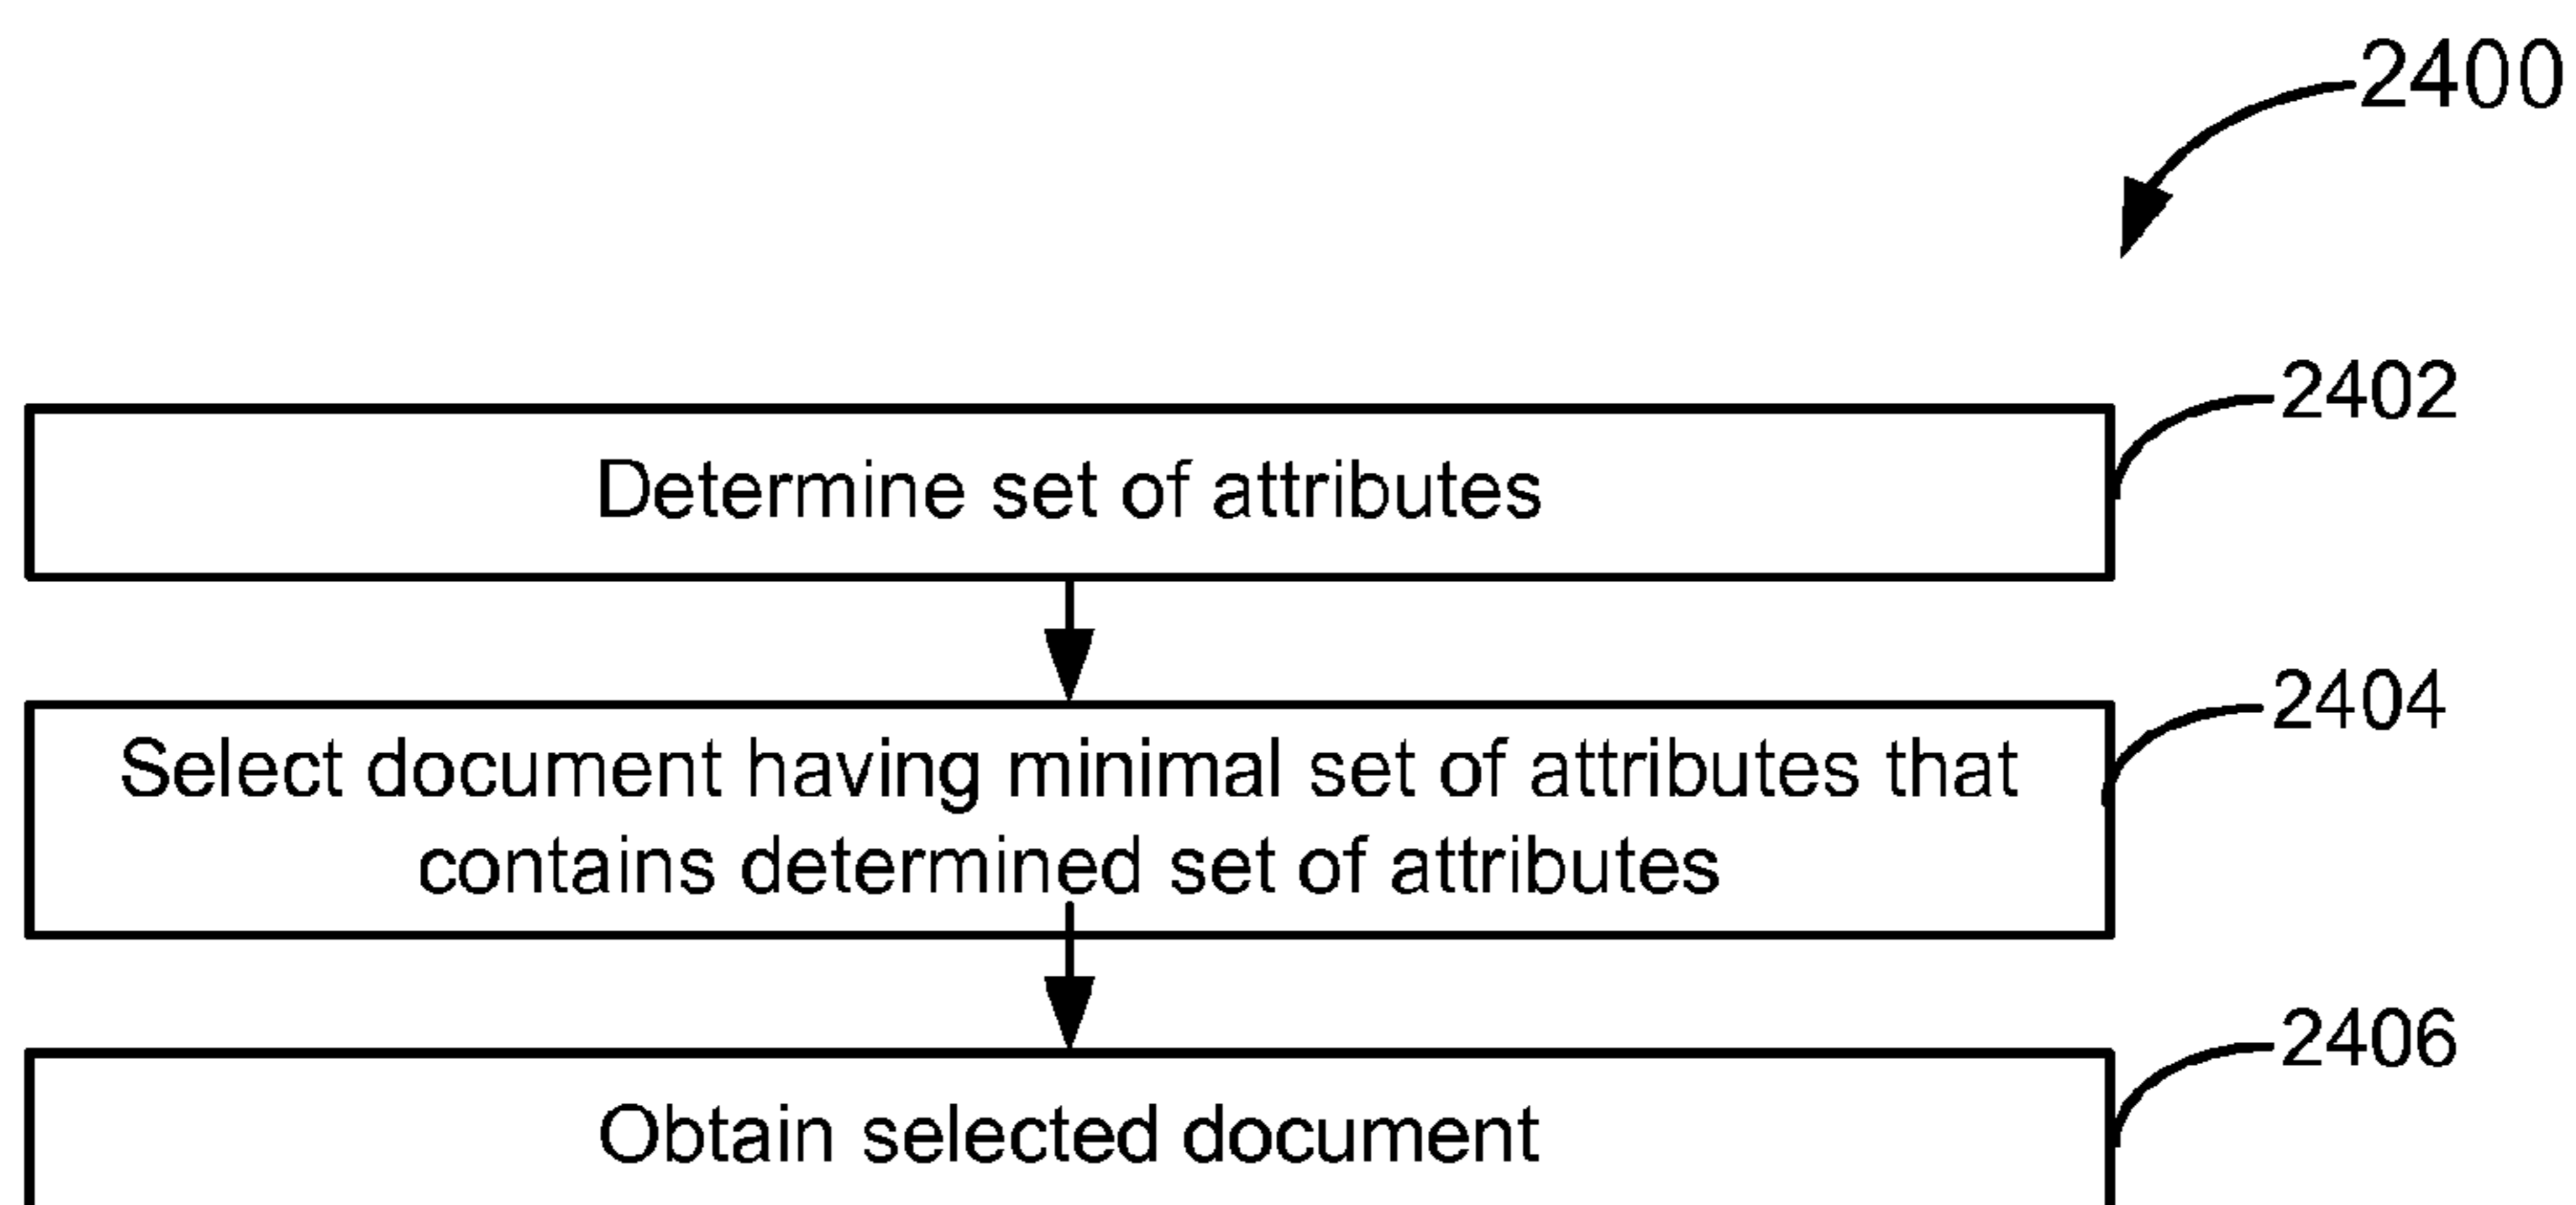 2400
2402
Determine set of attributes
2404
Select document having minimal set of attributes that
contains determined set of attributes
2406
Obtain selected document